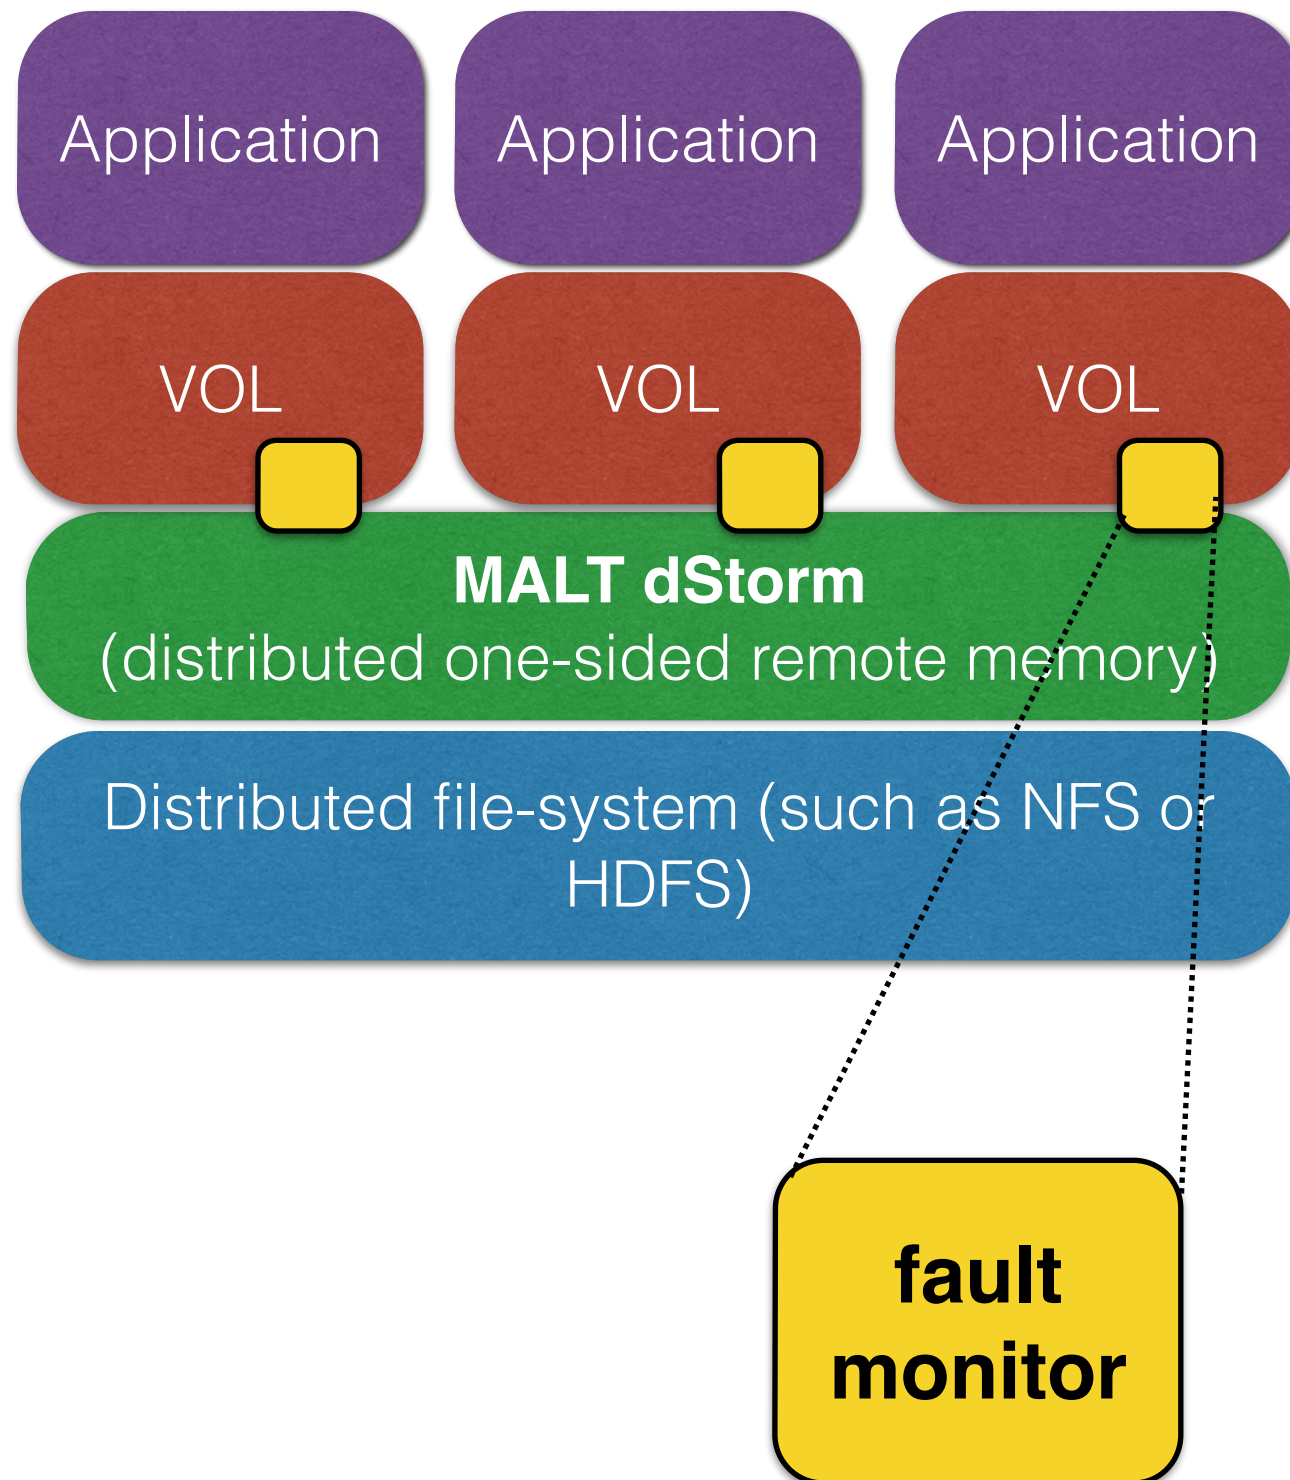 Application Application Application
VOL VOL VOL
MALT dStorm
(distributed one-sided remote memory)
Distributed file-system (such as NFS or
HDFS)
fault
monitor